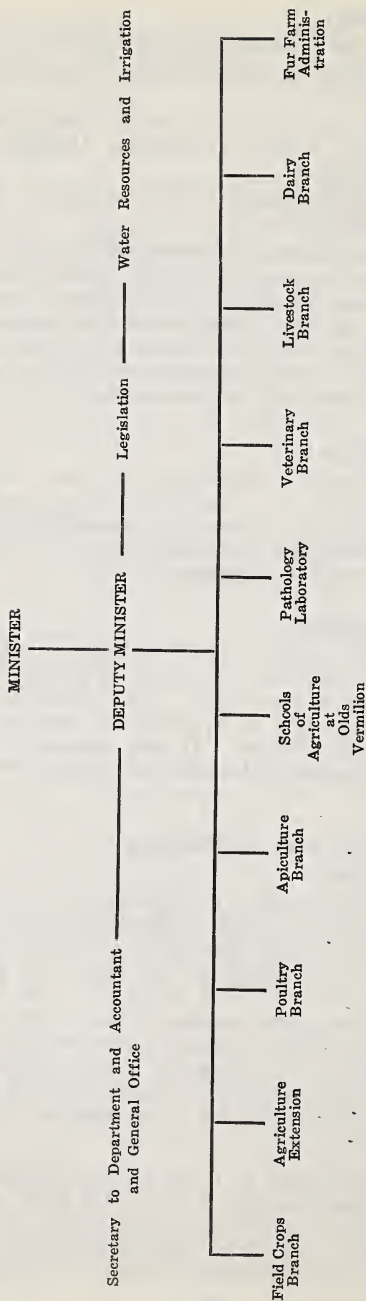 MINISTER
Secretary to Department and Accountant
and General Office
DEPUTY MINISTER
Legislation
Water Resources and Irrigation
Field Crops
Branch
Agriculture
Extension
Poultry
Branch
Apiculture
Branch
Schools
of
Agriculture
at
Olds
Vermilion
Pathology
Laboratory
Veterinary
Branch
Livestock
Branch
Dairy
Branch
Fur Farm
Adminis-
tration